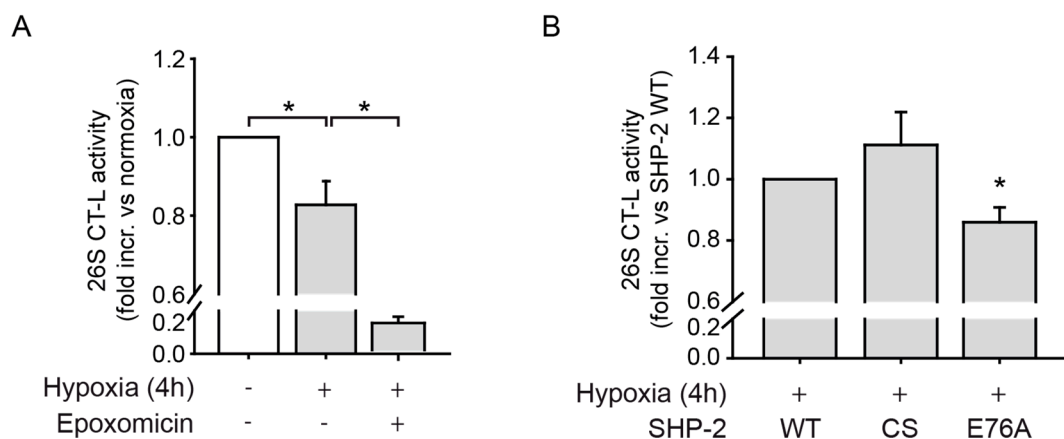 A
26S CT-L activity
(fold incr. vs normoxia)
1.2
1.0
0.8
0.6
0.2
0.0
* *
Hypoxia (4h) - + +
Epoxomicin - - +
B
26S CT-L activity
(fold incr. vs SHP-2 WT)
1.4
1.2
1.0
0.8
0.6
0.2
0.0
*
Hypoxia (4h) + + +
SHP-2 WT CS E76A